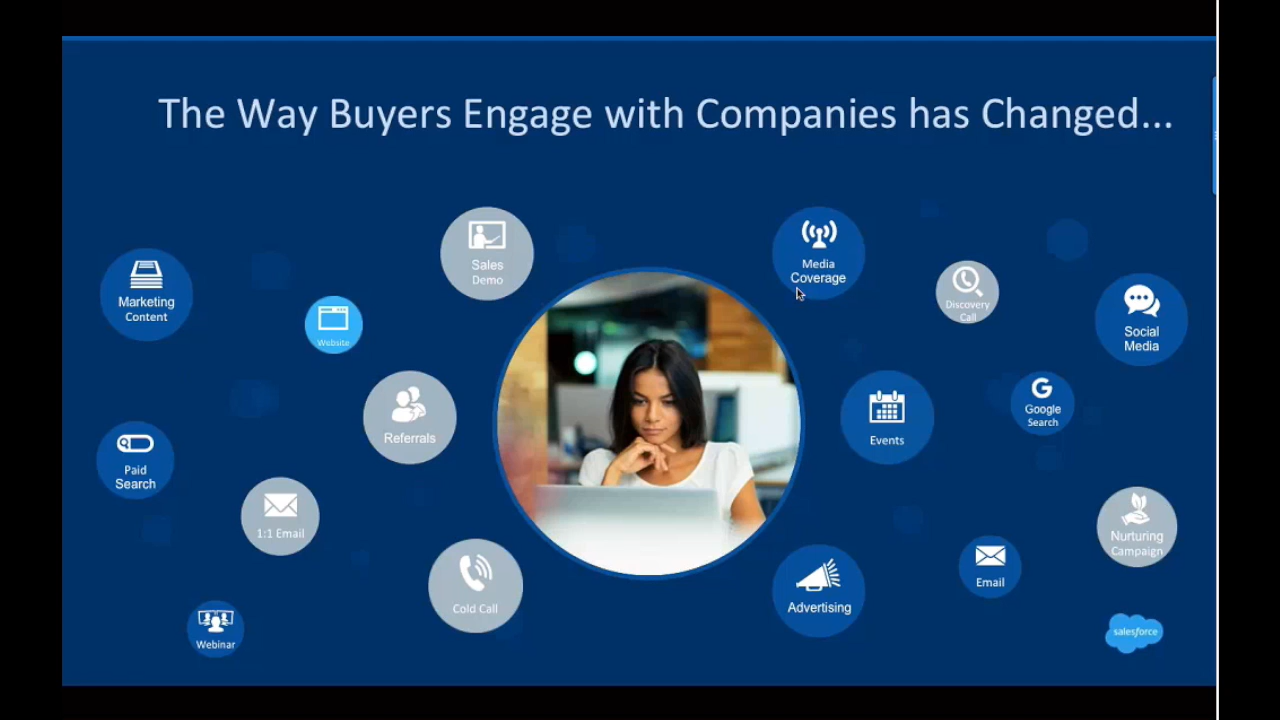 The Way Buyers Engage with Companies has Changed...
Sales
Demo
Media
Coverage
Marketing
Content
Discovery
Call
Website
Social
Media
Referrals
Events
Google
Search
Paid
Search
1:1 Email
Nurturing
Campaign
Cold Call
Advertising
Email
Webinar
salesforce